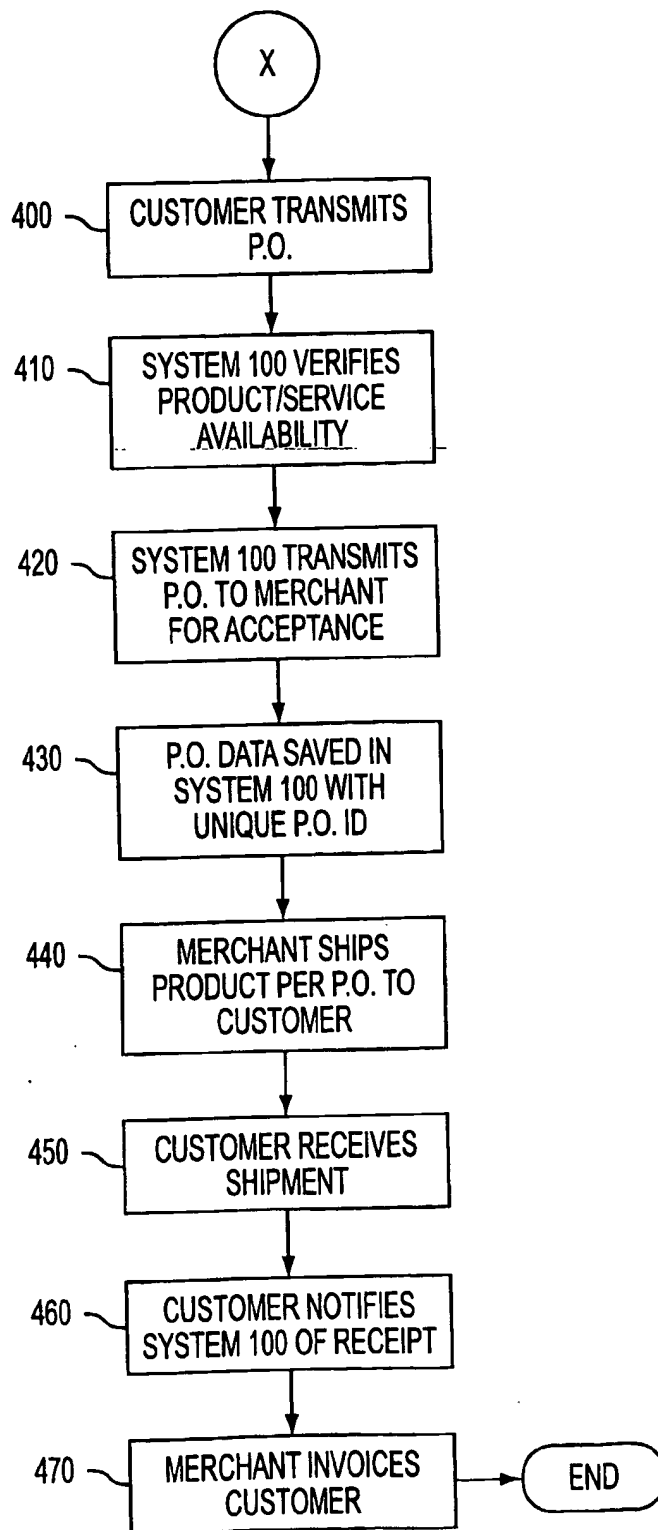 X
400
CUSTOMER TRANSMITS
P.O.
410
SYSTEM 100 VERIFIES
PRODUCT/SERVICE
AVAILABILITY
420
SYSTEM 100 TRANSMITS
P.O. TO MERCHANT
FOR ACCEPTANCE
430
P.O. DATA SAVED IN
SYSTEM 100 WITH
UNIQUE P.O. ID
440
MERCHANT SHIPS
PRODUCT PER P.O. TO
CUSTOMER
450
CUSTOMER RECEIVES
SHIPMENT
460
CUSTOMER NOTIFIES
SYSTEM 100 OF RECEIPT
470
MERCHANT INVOICES
CUSTOMER
END